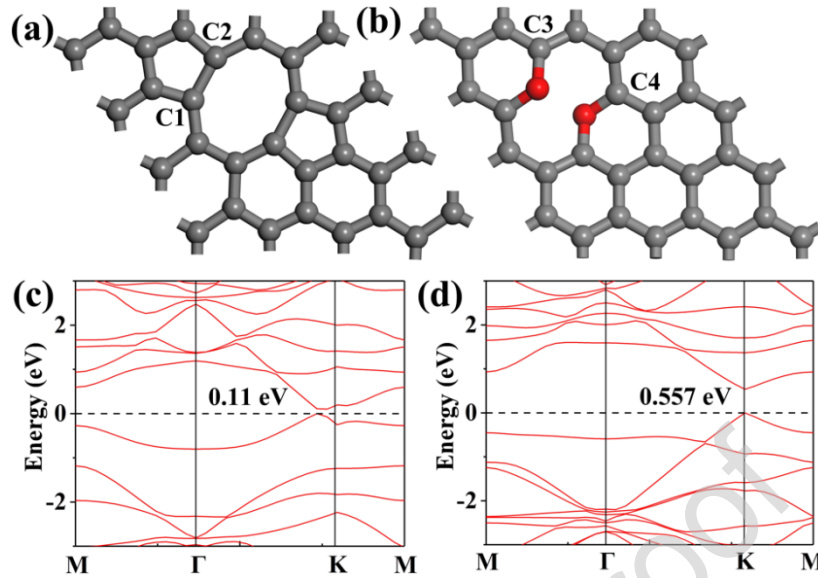 (a)
C2
C1
(b)
C3
C4
(c)
Energy (eV)
2
0
-2
0.11 eV
M
Γ
K
M
(d)
Energy (eV)
2
0
-2
0.557 eV
M
Γ
K
M
roof